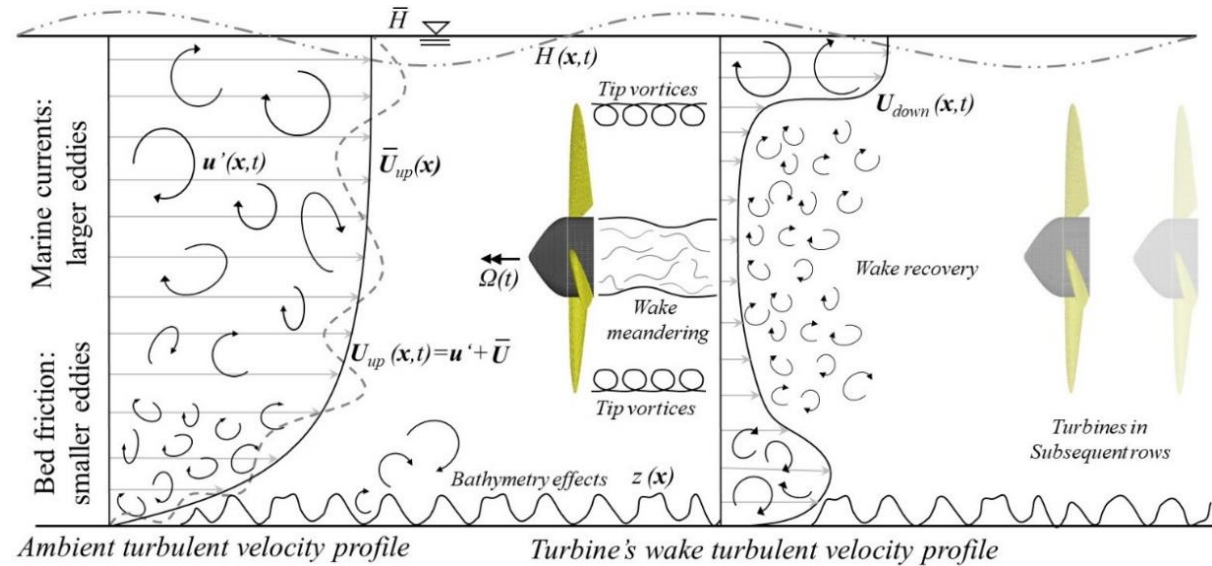 H̅
H(x,t)
Tip vortices
U_down(x,t)
Marine currents:
larger eddies
u'(x,t)
U̅_up(x)
Ω(t)
Wake recovery
Wake
meandering
Bed friction:
smaller eddies
U_up (x,t)=u'+U̅
Tip vortices
Turbines in
Subsequent rows
Bathymetry effects z(x)
Ambient turbulent velocity profile
Turbine's wake turbulent velocity profile